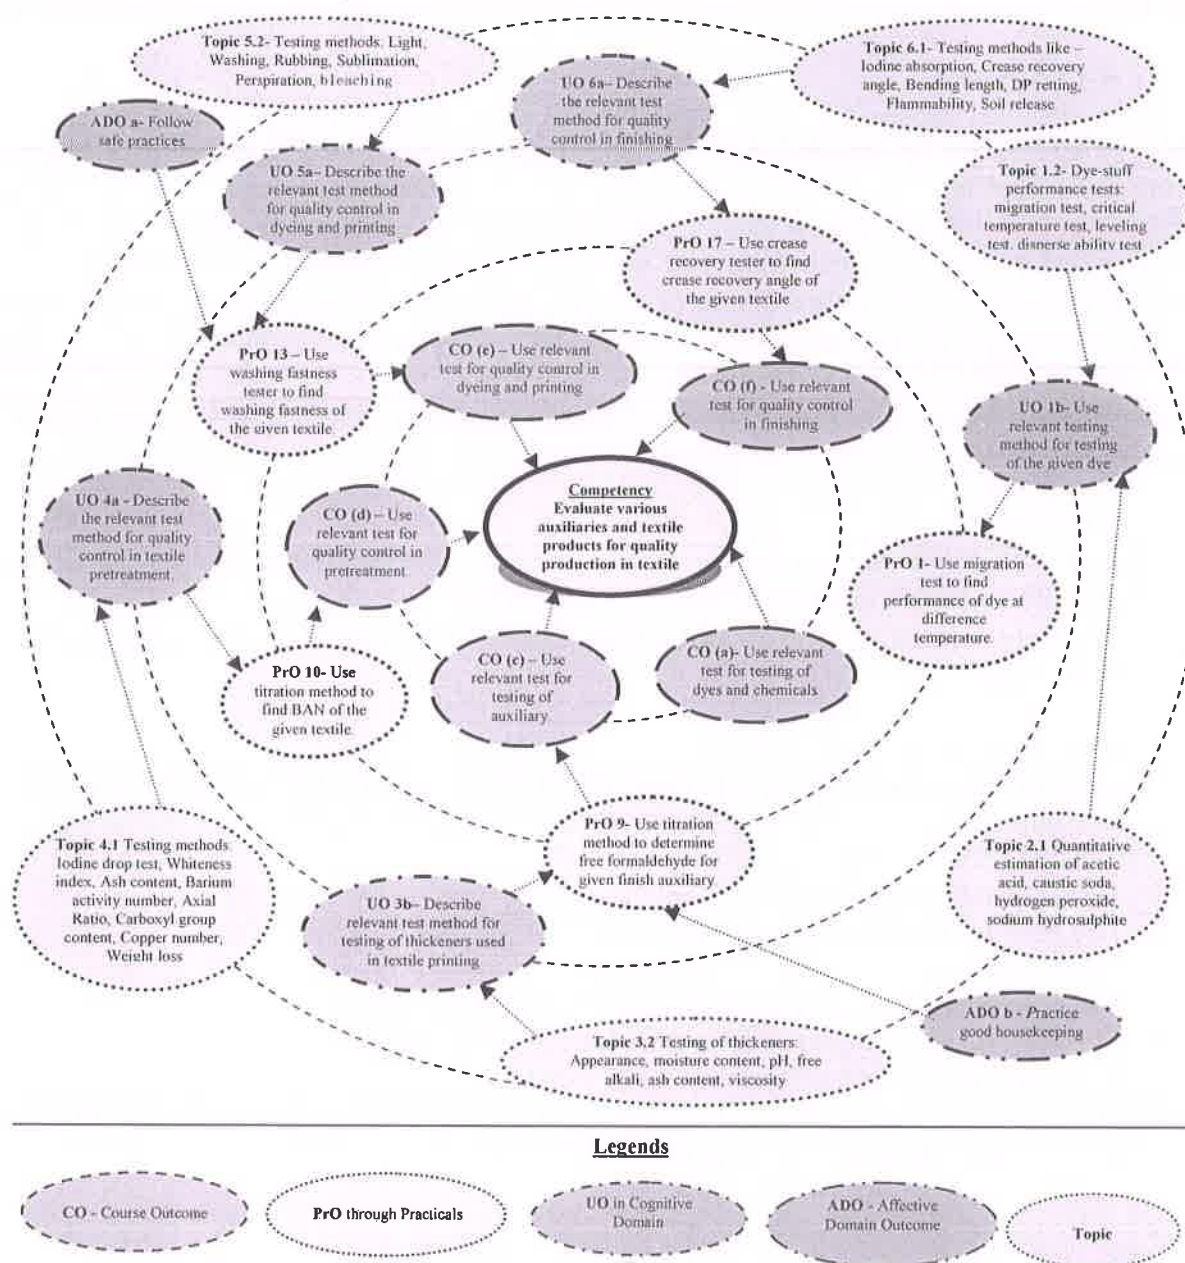 Topic 5.2- Testing methods. Light,
Washing, Rubbing, Sublimation,
Perspiration, bleaching
Topic 6.1- Testing methods like –
Iodine absorption, Crease recovery
angle, Bending length, DP retting,
Flammability, Soil release
UO 6a– Describe
the relevant test
method for quality
control in finishing
ADO a- Follow
safe practices
UO 5a– Describe the
relevant test method
for quality control in
dyeing and printing
Topic 1.2- Dye-stuff
performance tests:
migration test, critical
temperature test, leveling
test, disperse ability test
PrO 17 – Use crease
recovery tester to find
crease recovery angle of
the given textile
PrO 13 – Use
washing fastness
tester to find
washing fastness of
the given textile.
CO (e) – Use relevant
test for quality control in
dyeing and printing
CO (f) - Use relevant
test for quality control
in finishing
UO 1b- Use
relevant testing
method for testing
of the given dye
UO 4a - Describe
the relevant test
method for quality
control in textile
pretreatment.
CO (d) – Use
relevant test for
quality control in
pretreatment
Competency
Evaluate various
auxiliaries and textile
products for quality
production in textile
PrO 1- Use migration
test to find
performance of dye at
difference
temperature.
PrO 10- Use
titration method to
find BAN of the
given textile.
CO (c) – Use
relevant test for
testing of
auxiliary.
CO (a)- Use relevant
test for testing of
dyes and chemicals
Topic 4.1 Testing methods
Iodine drop test, Whiteness
index, Ash content, Barium
activity number, Axial
Ratio, Carboxyl group
content, Copper number,
Weight loss
PrO 9- Use titration
method to determine
free formaldehyde for
given finish auxiliary
Topic 2.1 Quantitative
estimation of acetic
acid, caustic soda,
hydrogen peroxide,
sodium hydrosulphite
UO 3b– Describe
relevant test method for
testing of thickeners used
in textile printing
ADO b - Practice
good housekeeping
Topic 3.2 Testing of thickeners:
Appearance, moisture content, pH, free
alkali, ash content, viscosity
Legends
CO - Course Outcome
PrO through Practicals
UO in Cognitive
Domain
ADO - Affective
Domain Outcome
Topic